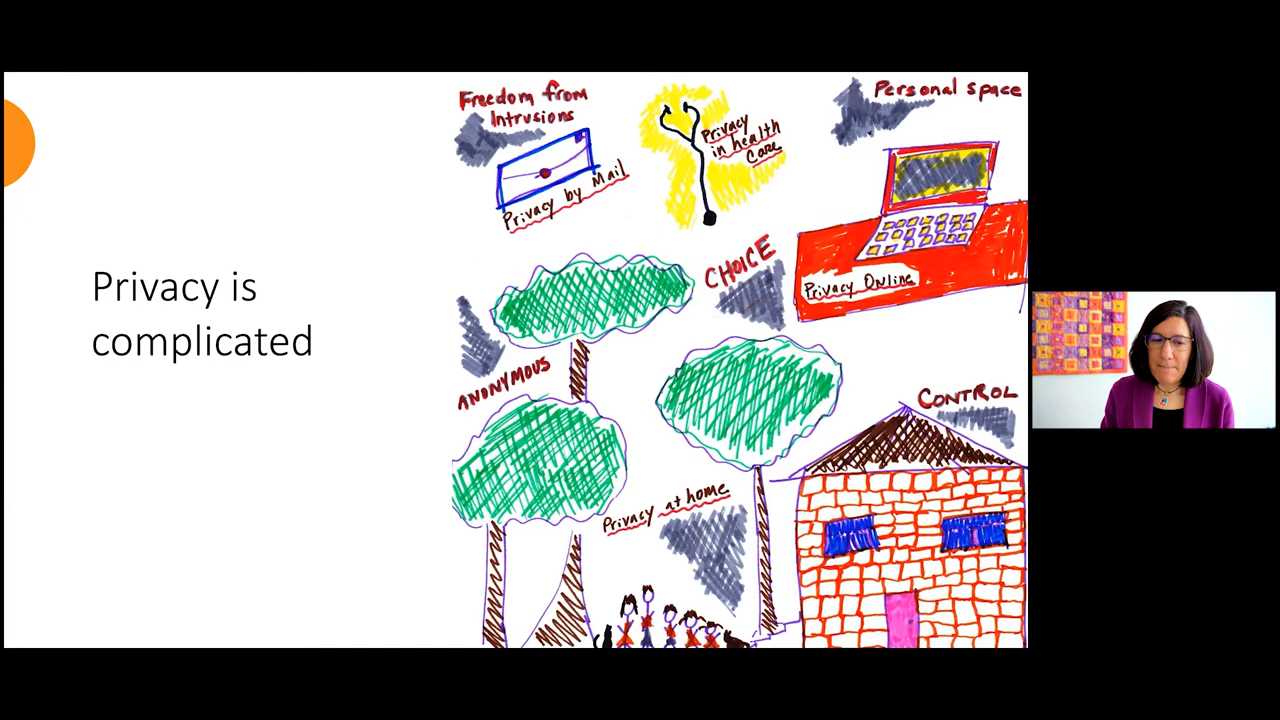 Privacy is
complicated
Freedom from
Intrusions
Privacy by Mail
Privacy
in health
care
Personal space
CHOICE
Privacy Online
ANONYMOUS
CONTROL
Privacy at home